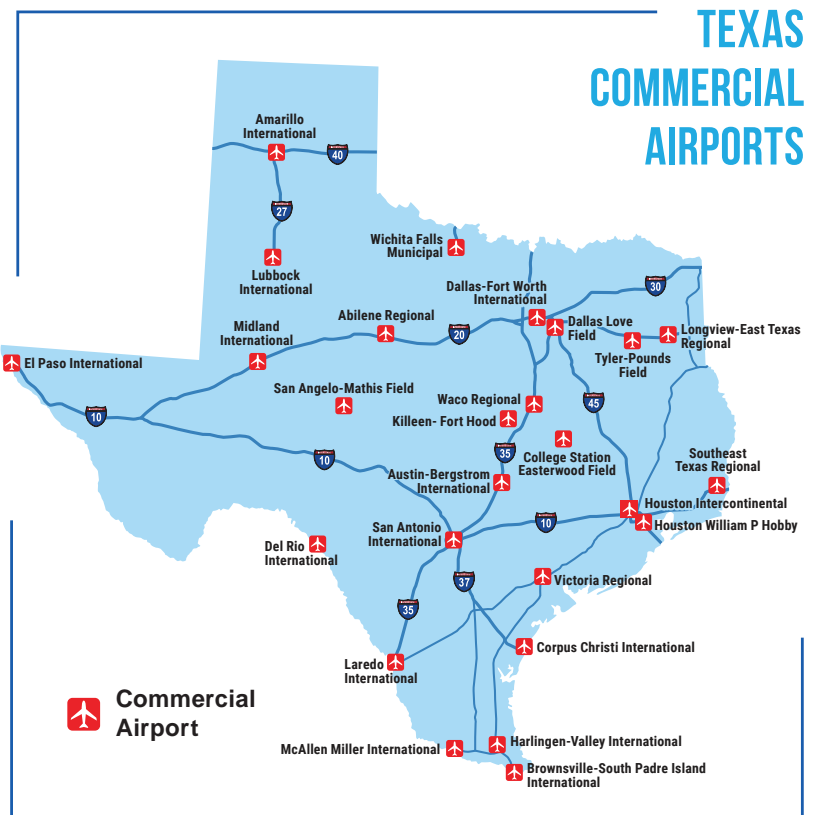 TEXAS
COMMERCIAL
AIRPORTS
Amarillo
International
40
27
Lubbock
International
Wichita Falls
Municipal
Dallas-Fort Worth
International
30
Abilene Regional
20
Dallas Love
Field
Longview-East Texas
Regional
Tyler-Pounds
Field
Midland
International
El Paso International
10
San Angelo-Mathis Field
Waco Regional
Killeen- Fort Hood
45
35
College Station
Easterwood Field
Southeast
Texas Regional
10
Austin-Bergstrom
International
Houston Intercontinental
Houston William P Hobby
10
San Antonio
International
Del Rio
International
37
Victoria Regional
35
Corpus Christi International
Laredo
International
Commercial
Airport
McAllen Miller International
Harlingen-Valley International
Brownsville-South Padre Island
International